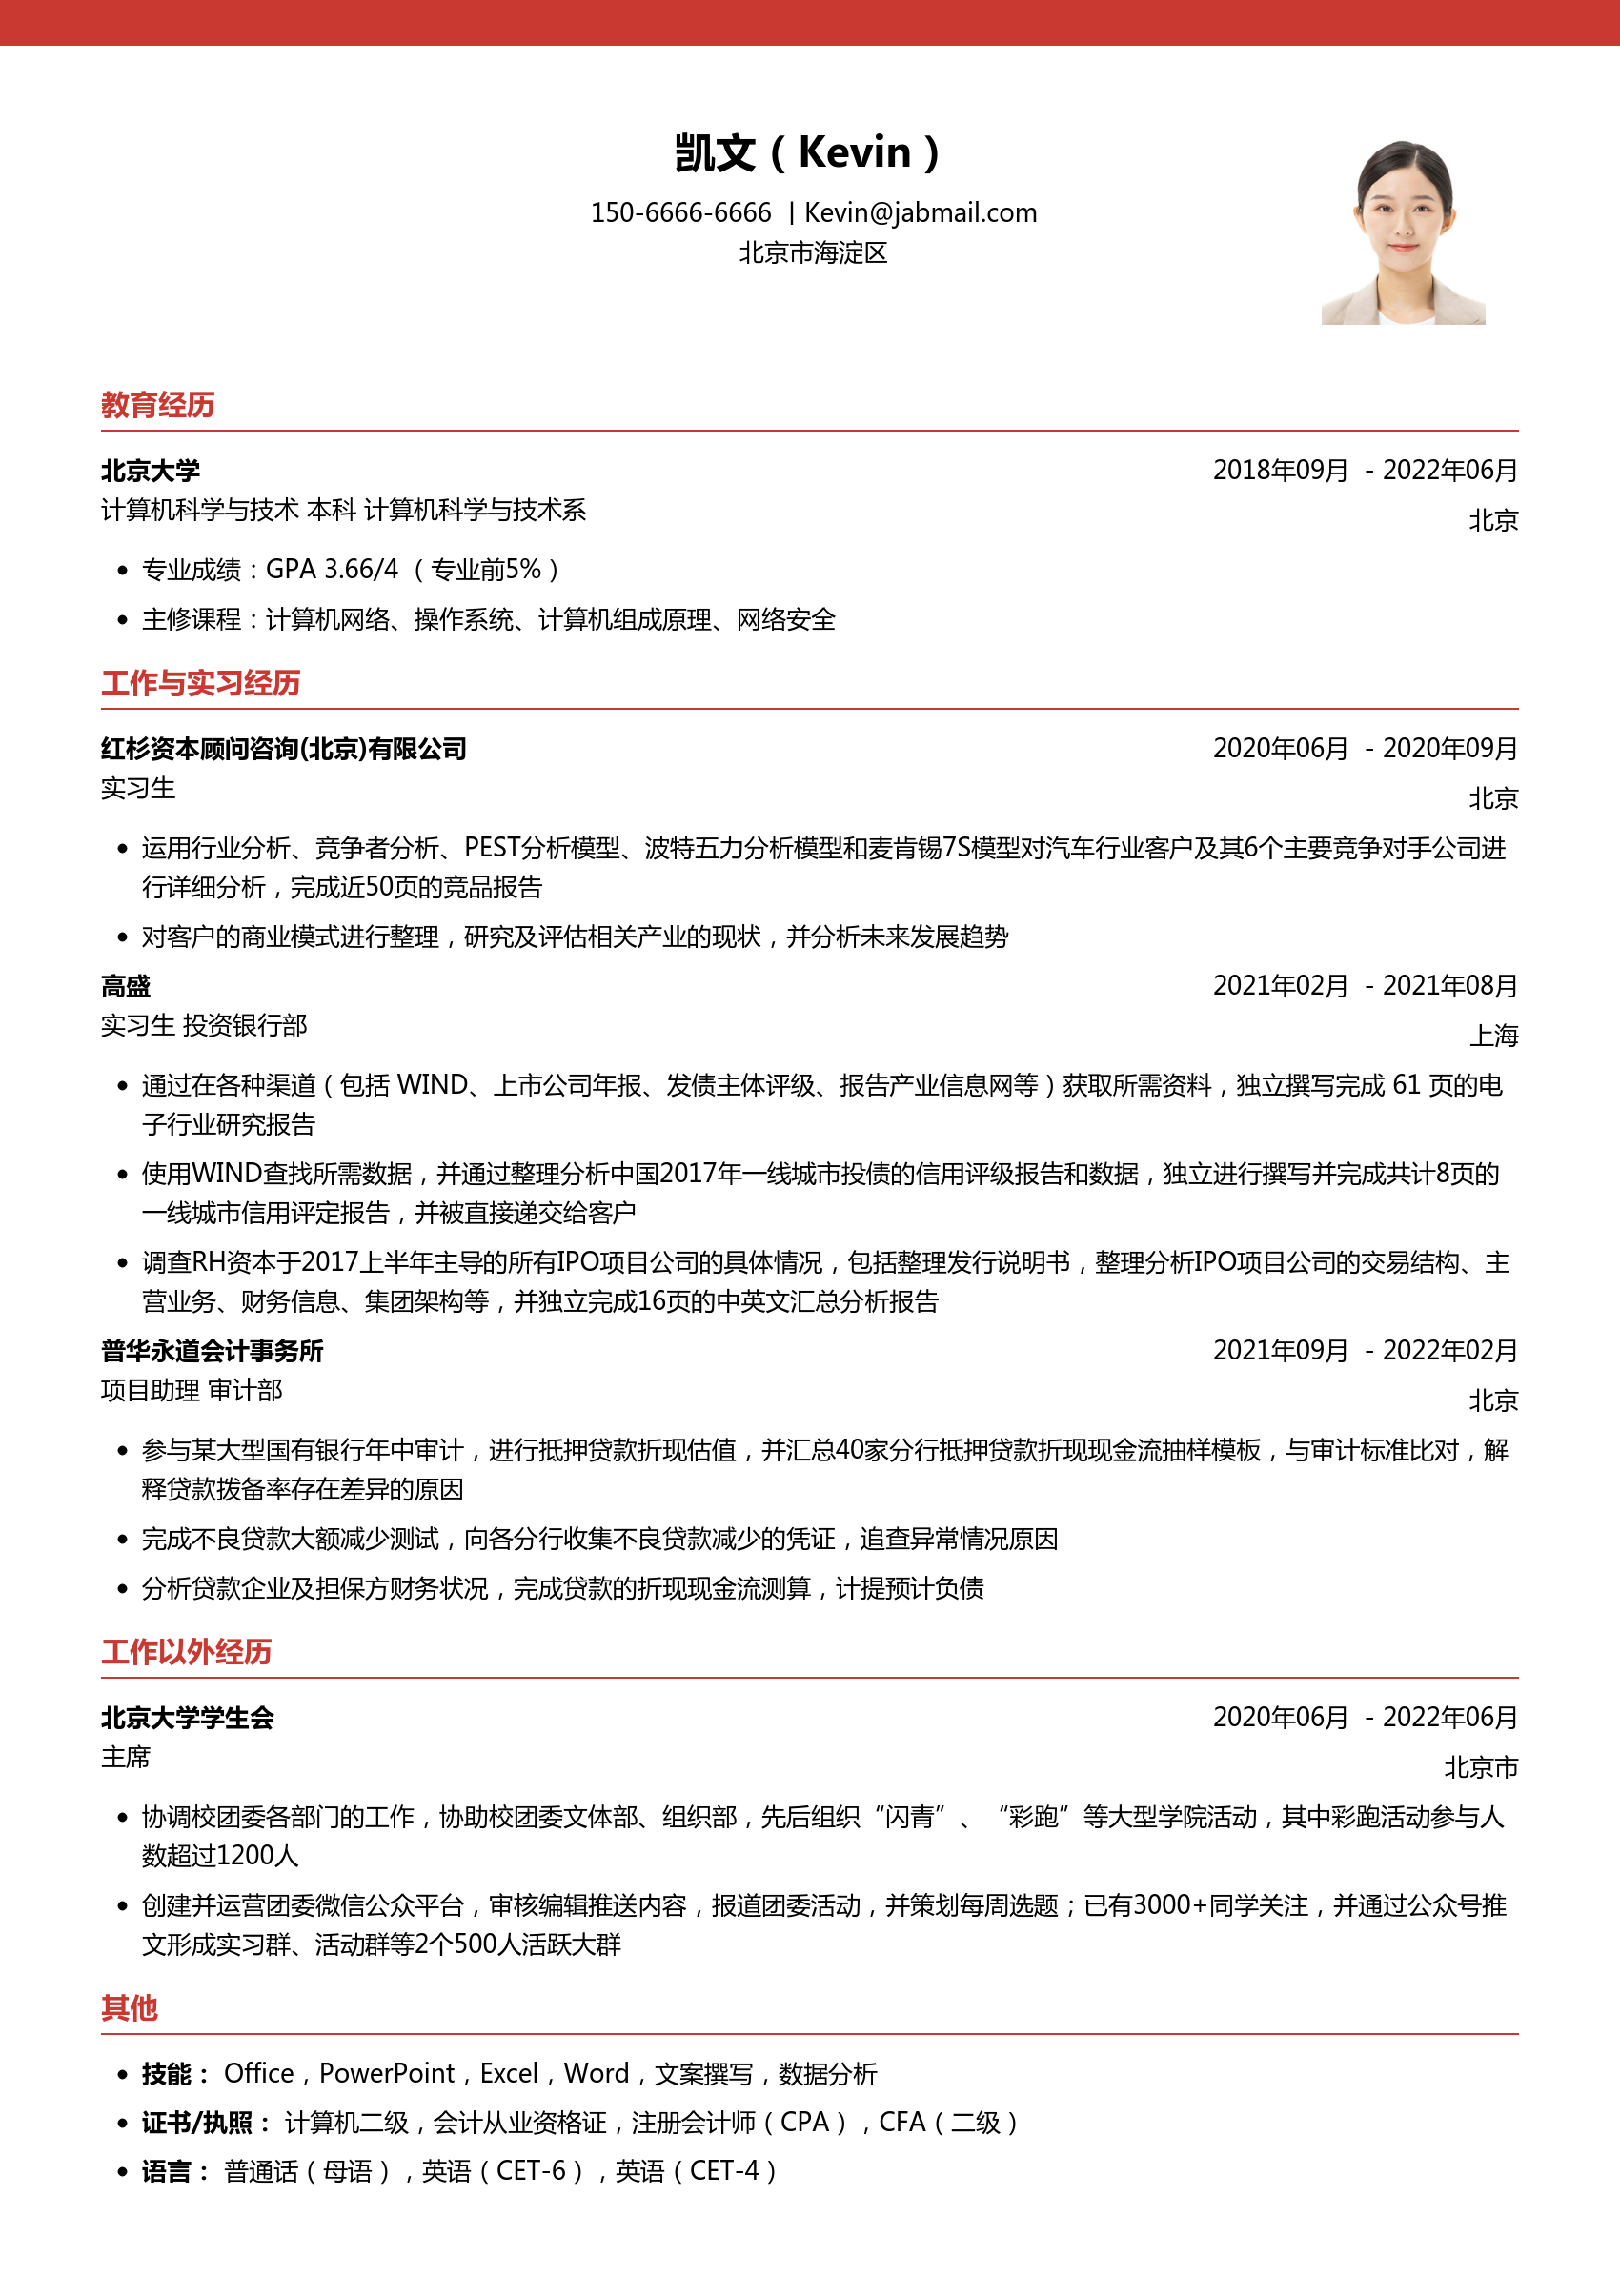 凯文（Kevin）
150-6666-6666 | Kevin@jabmail.com
北京市海淀区
教育经历
北京大学 2018年09月 - 2022年06月
计算机科学与技术 本科 计算机科学与技术系 北京
• 专业成绩：GPA 3.66/4 （专业前5%）
• 主修课程：计算机网络、操作系统、计算机组成原理、网络安全
工作与实习经历
红杉资本顾问咨询(北京)有限公司 2020年06月 - 2020年09月
实习生 北京
• 运用行业分析、竞争者分析、PEST分析模型、波特五力分析模型和麦肯锡7S模型对汽车行业客户及其6个主要竞争对手公司进
行详细分析，完成近50页的竞品报告
• 对客户的商业模式进行整理，研究及评估相关产业的现状，并分析未来发展趋势
高盛 2021年02月 - 2021年08月
实习生 投资银行部 上海
• 通过在各种渠道（包括 WIND、上市公司年报、发债主体评级、报告产业信息网等）获取所需资料，独立撰写完成 61 页的电
子行业研究报告
• 使用WIND查找所需数据，并通过整理分析中国2017年一线城市投债的信用评级报告和数据，独立进行撰写并完成共计8页的
一线城市信用评定报告，并被直接递交给客户
• 调查RH资本于2017上半年主导的所有IPO项目公司的具体情况，包括整理发行说明书，整理分析IPO项目公司的交易结构、主
营业务、财务信息、集团架构等，并独立完成16页的中英文汇总分析报告
普华永道会计事务所 2021年09月 - 2022年02月
项目助理 审计部 北京
• 参与某大型国有银行年中审计，进行抵押贷款折现估值，并汇总40家分行抵押贷款折现现金流抽样模板，与审计标准比对，解
释贷款拨备率存在差异的原因
• 完成不良贷款大额减少测试，向各分行收集不良贷款减少的凭证，追查异常情况原因
• 分析贷款企业及担保方财务状况，完成贷款的折现现金流测算，计提预计负债
工作以外经历
北京大学学生会 2020年06月 - 2022年06月
主席 北京市
• 协调校团委各部门的工作，协助校团委文体部、组织部，先后组织“闪青”、“彩跑”等大型学院活动，其中彩跑活动参与人
数超过1200人
• 创建并运营团委微信公众平台，审核编辑推送内容，报道团委活动，并策划每周选题；已有3000+同学关注，并通过公众号推
文形成实习群、活动群等2个500人活跃大群
其他
• 技能： Office，PowerPoint，Excel，Word，文案撰写，数据分析
• 证书/执照： 计算机二级，会计从业资格证，注册会计师（CPA），CFA（二级）
• 语言： 普通话（母语），英语（CET-6），英语（CET-4）